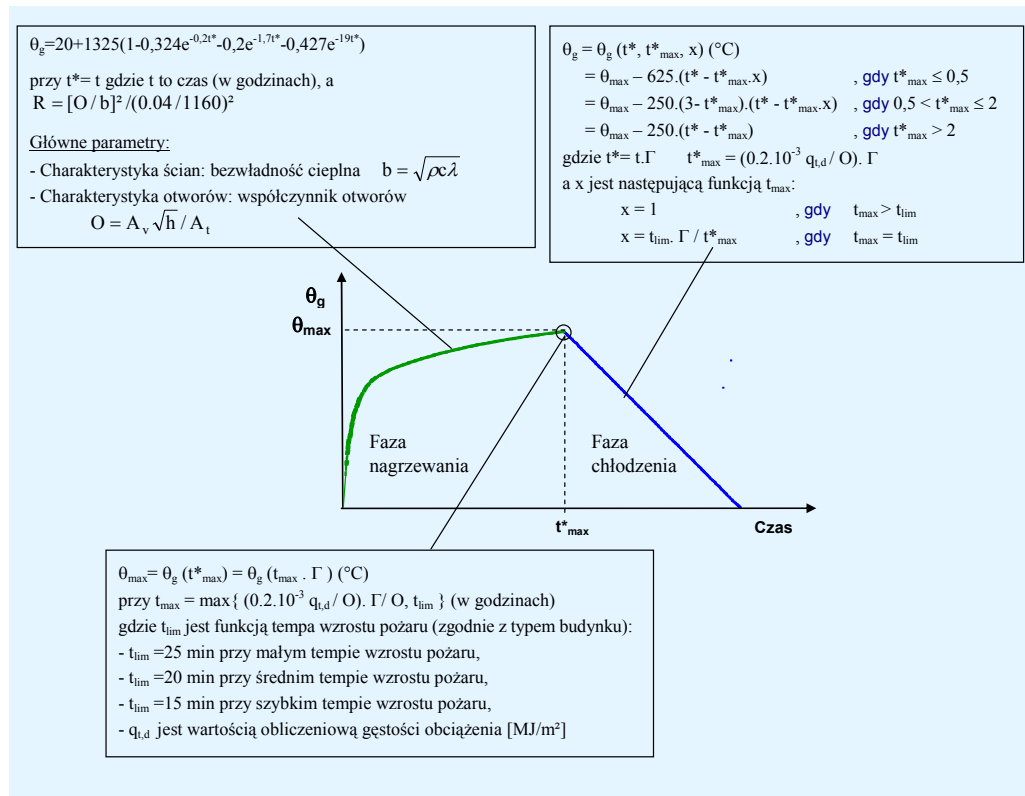 θg=20+1325(1-0,324e-0,2t*-0,2e-1,7t*-0,427e-19t*)
przy t*= t gdzie t to czas (w godzinach), a
R = [O / b]² /(0.04 / 1160)²
Główne parametry:
- Charakterystyka ścian: bezwładność cieplna b = √ρcλ
- Charakterystyka otworów: współczynnik otworów
O = Av √h / At
θg = θg (t*, t*max, x) (°C)
= θmax – 625.(t* - t*max.x) , gdy t*max ≤ 0,5
= θmax – 250.(3- t*max).(t* - t*max.x) , gdy 0,5 < t*max ≤ 2
= θmax – 250.(t* - t*max) , gdy t*max > 2
gdzie t*= t.Γ t*max = (0.2.10-3 qt,d / O). Γ
a x jest następującą funkcją tmax:
x = 1 , gdy tmax > tlim
x = tlim. Γ / t*max , gdy tmax = tlim
θg
θmax
Faza
nagrzewania
Faza
chłodzenia
t*max
Czas
θmax= θg (t*max) = θg (tmax . Γ ) (°C)
przy tmax = max{ (0.2.10-3 qt,d / O). Γ/ O, tlim } (w godzinach)
gdzie tlim jest funkcją tempa wzrostu pożaru (zgodnie z typem budynku):
- tlim =25 min przy małym tempie wzrostu pożaru,
- tlim =20 min przy średnim tempie wzrostu pożaru,
- tlim =15 min przy szybkim tempie wzrostu pożaru,
- qt,d jest wartością obliczeniową gęstości obciążenia [MJ/m²]